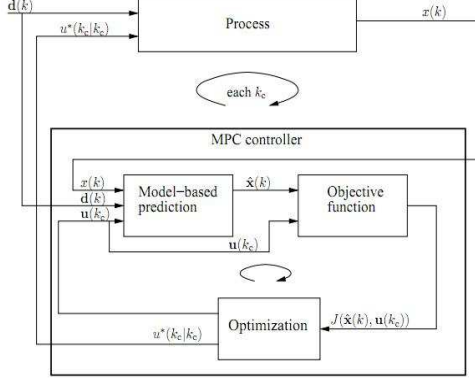 d(k)
u*(k_c|k_c)
Process
x(k)
each k_c
MPC controller
x(k)
d(k)
u(k_c)
Model–based
prediction
x̂(k)
Objective
function
u(k_c)
Optimization
J(x̂(k), u(k_c))
u*(k_c|k_c)